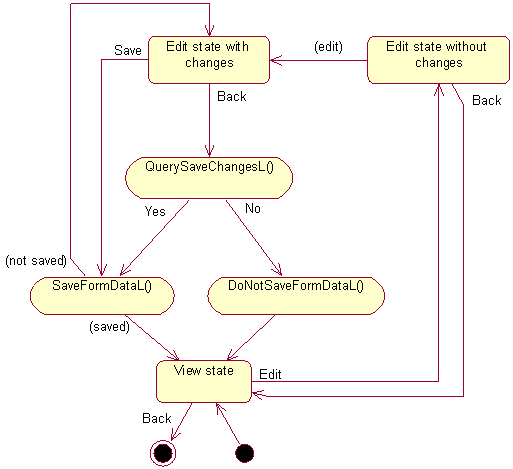 Edit state with
changes
(edit)
Edit state without
changes
Save
Back
Back
QuerySaveChangesL()
Yes
No
(not saved)
SaveFormDataL()
DoNotSaveFormDataL()
(saved)
View state
Edit
Back